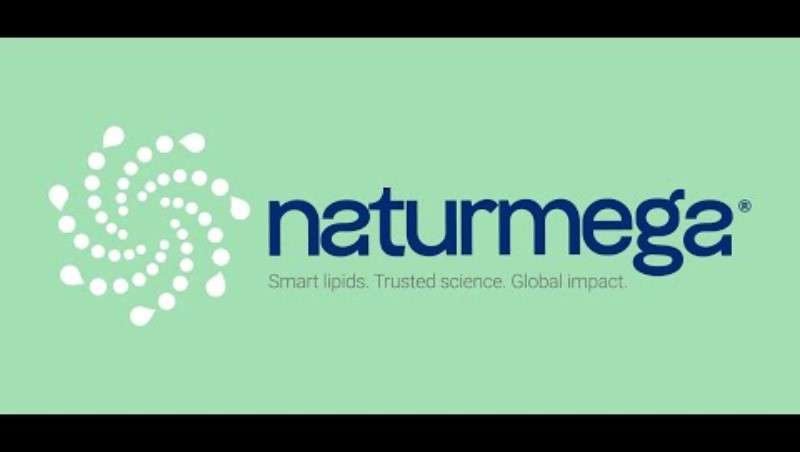 naturmega®
Smart lipids. Trusted science. Global impact.